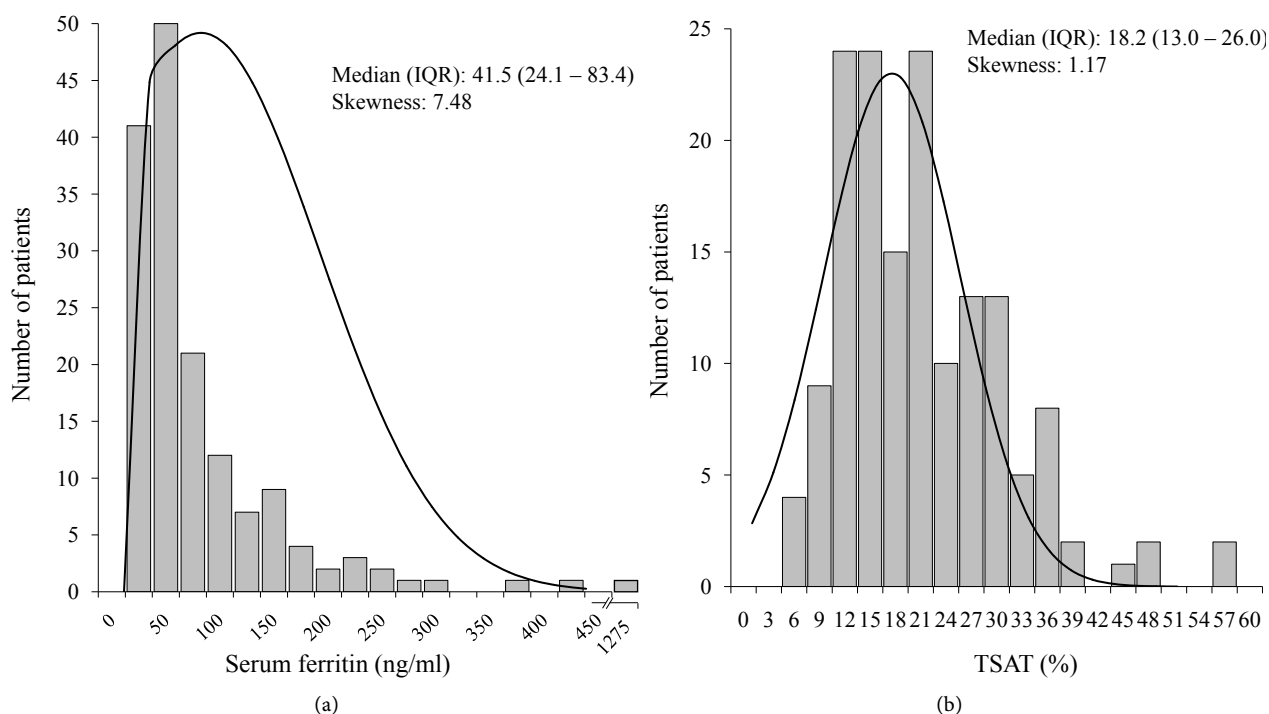 50
45
40
35
30
25
20
15
10
5
0
Number of patients
Median (IQR): 41.5 (24.1 – 83.4)
Skewness: 7.48
0 50 100 150 200 250 300 350 400 450 1275
Serum ferritin (ng/ml)
(a)
25
20
15
10
5
0
Number of patients
Median (IQR): 18.2 (13.0 – 26.0)
Skewness: 1.17
0 3 6 9 12 15 18 21 24 27 30 33 36 39 42 45 48 51 54 57 60
TSAT (%)
(b)